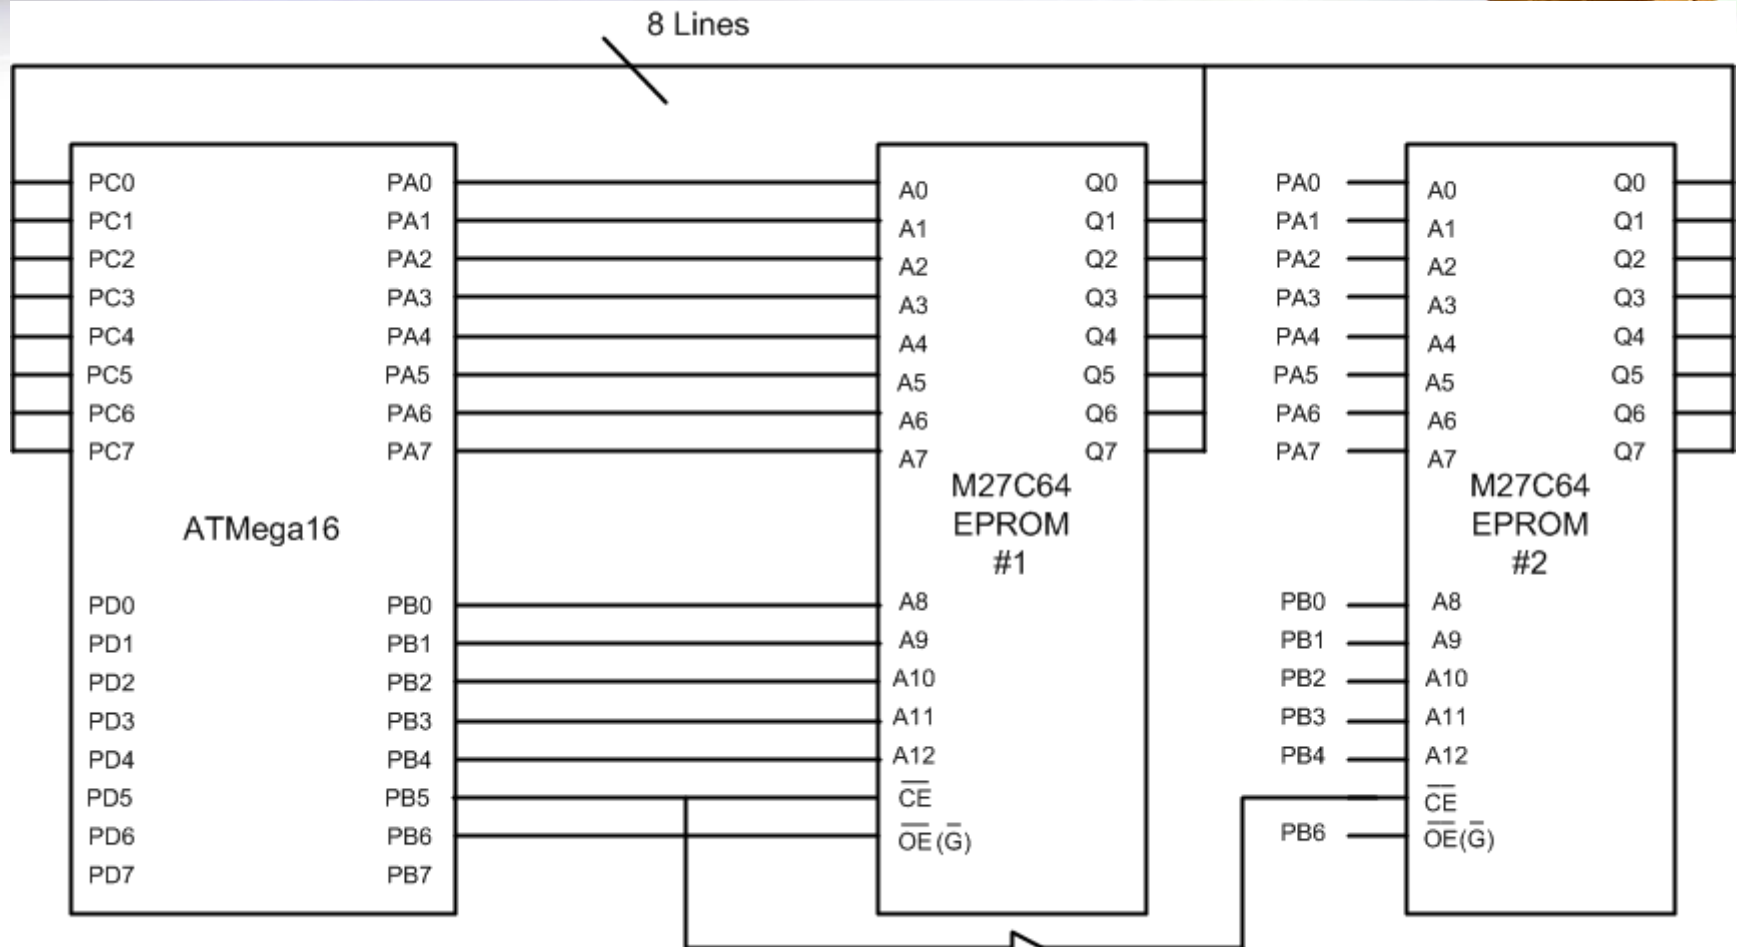 8 Lines
PC0 PA0 A0 Q0 PA0 A0 Q0
PC1 PA1 A1 Q1 PA1 A1 Q1
PC2 PA2 A2 Q2 PA2 A2 Q2
PC3 PA3 A3 Q3 PA3 A3 Q3
PC4 PA4 A4 Q4 PA4 A4 Q4
PC5 PA5 A5 Q5 PA5 A5 Q5
PC6 PA6 A6 Q6 PA6 A6 Q6
PC7 PA7 A7 Q7 PA7 A7 Q7
M27C64 M27C64
ATMega16 EPROM EPROM
#1 #2
PD0 PB0 A8 PB0 A8
PD1 PB1 A9 PB1 A9
PD2 PB2 A10 PB2 A10
PD3 PB3 A11 PB3 A11
PD4 PB4 A12 PB4 A12
PD5 PB5 C̅E̅ C̅E̅
PD6 PB6 O̅E̅(G̅) PB6 O̅E̅(G̅)
PD7 PB7